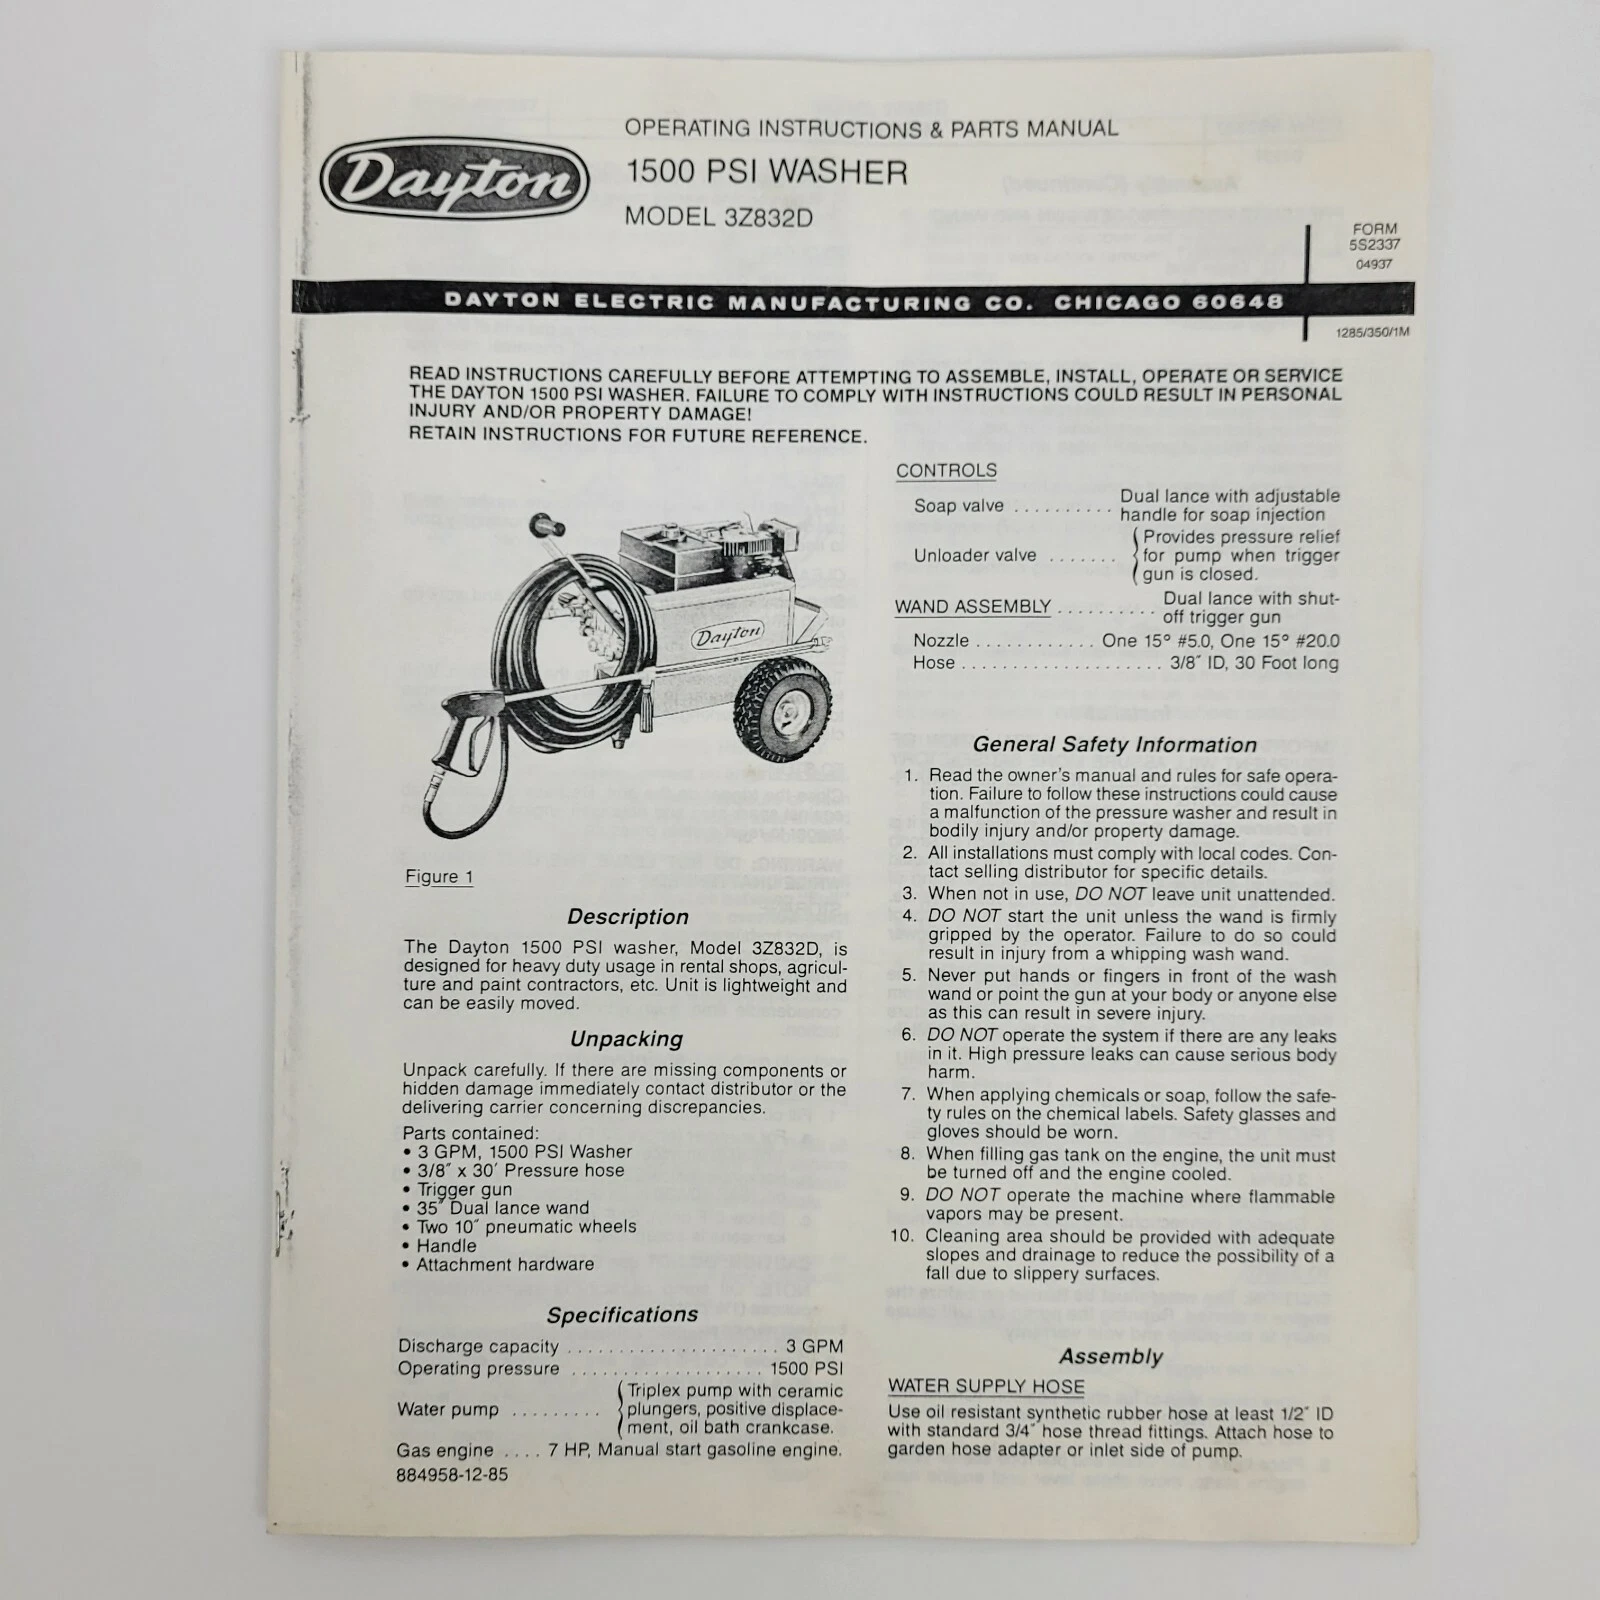 Dayton
OPERATING INSTRUCTIONS & PARTS MANUAL
1500 PSI WASHER
MODEL 3Z832D
FORM
5S2337
04937
DAYTON ELECTRIC MANUFACTURING CO. CHICAGO 60648
1285/350/1M
READ INSTRUCTIONS CAREFULLY BEFORE ATTEMPTING TO ASSEMBLE, INSTALL, OPERATE OR SERVICE
THE DAYTON 1500 PSI WASHER. FAILURE TO COMPLY WITH INSTRUCTIONS COULD RESULT IN PERSONAL
INJURY AND/OR PROPERTY DAMAGE!
RETAIN INSTRUCTIONS FOR FUTURE REFERENCE.
Dayton
Figure 1
Description
The Dayton 1500 PSI washer, Model 3Z832D, is
designed for heavy duty usage in rental shops, agricul-
ture and paint contractors, etc. Unit is lightweight and
can be easily moved.
Unpacking
Unpack carefully. If there are missing components or
hidden damage immediately contact distributor or the
delivering carrier concerning discrepancies.
Parts contained:
• 3 GPM, 1500 PSI Washer
• 3/8″ x 30′ Pressure hose
• Trigger gun
• 35″ Dual lance wand
• Two 10″ pneumatic wheels
• Handle
• Attachment hardware
Specifications
Discharge capacity ..................... 3 GPM
Operating pressure ................... 1500 PSI
Water pump ......... Triplex pump with ceramic
plungers, positive displace-
ment, oil bath crankcase.
Gas engine .... 7 HP, Manual start gasoline engine.
884958-12-85
CONTROLS
Soap valve .......... Dual lance with adjustable
handle for soap injection
Unloader valve ....... Provides pressure relief
for pump when trigger
gun is closed.
WAND ASSEMBLY .......... Dual lance with shut-
off trigger gun
Nozzle ............ One 15° #5.0, One 15° #20.0
Hose .................... 3/8″ ID, 30 Foot long
General Safety Information
1. Read the owner's manual and rules for safe opera-
tion. Failure to follow these instructions could cause
a malfunction of the pressure washer and result in
bodily injury and/or property damage.
2. All installations must comply with local codes. Con-
tact selling distributor for specific details.
3. When not in use, DO NOT leave unit unattended.
4. DO NOT start the unit unless the wand is firmly
gripped by the operator. Failure to do so could
result in injury from a whipping wash wand.
5. Never put hands or fingers in front of the wash
wand or point the gun at your body or anyone else
as this can result in severe injury.
6. DO NOT operate the system if there are any leaks
in it. High pressure leaks can cause serious body
harm.
7. When applying chemicals or soap, follow the safe-
ty rules on the chemical labels. Safety glasses and
gloves should be worn.
8. When filling gas tank on the engine, the unit must
be turned off and the engine cooled.
9. DO NOT operate the machine where flammable
vapors may be present.
10. Cleaning area should be provided with adequate
slopes and drainage to reduce the possibility of a
fall due to slippery surfaces.
Assembly
WATER SUPPLY HOSE
Use oil resistant synthetic rubber hose at least 1/2″ ID
with standard 3/4″ hose thread fittings. Attach hose to
garden hose adapter or inlet side of pump.